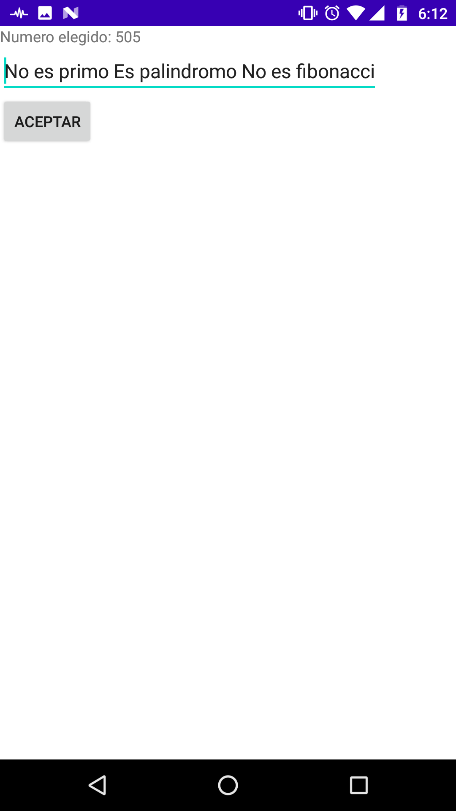 6:12
Numero elegido: 505
No es primo Es palindromo No es fibonacci
ACEPTAR